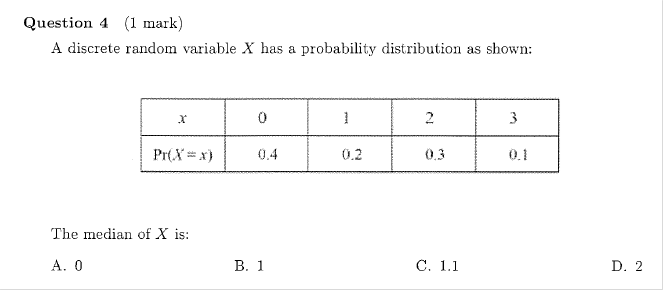 Question 4 (1 mark)
A discrete random variable X has a probability distribution as shown:
x 0 1 2 3
Pr(X = x) 0.4 0.2 0.3 0.1
The median of X is:
A. 0 B. 1 C. 1.1 D. 2